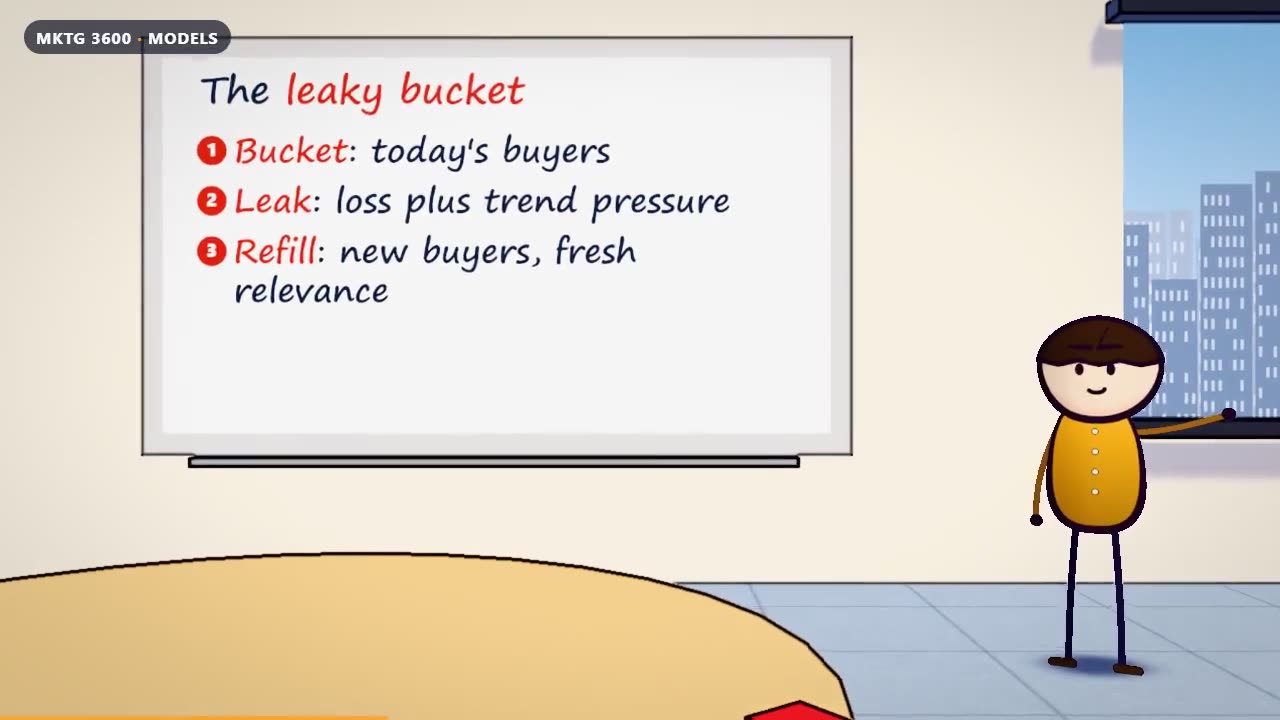 MKTG 3600 · MODELS
The leaky bucket
1 Bucket: today's buyers
2 Leak: loss plus trend pressure
3 Refill: new buyers, fresh
relevance